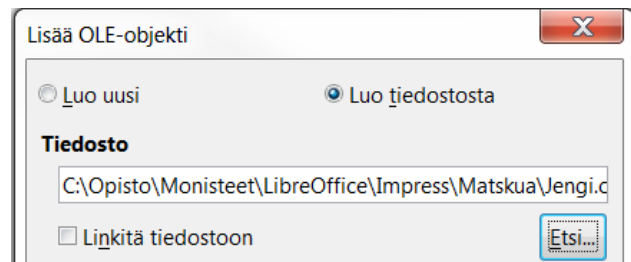 Lisää OLE-objekti
Luo uusi Luo tiedostosta
Tiedosto
C:\Opisto\Monisteet\LibreOffice\Impress\Matskua\Jengi.o
Linkitä tiedostoon Etsi...